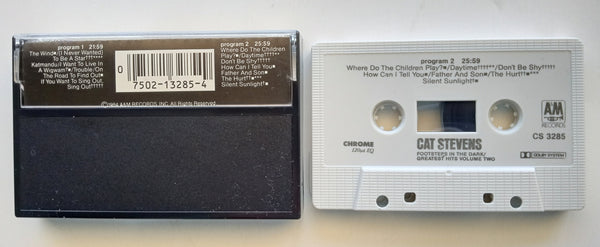 program 1 21:59
The Wind*/(I Never Wanted)
To Be A Star†††*/
Katmandu/I Want To Live In
A Wigwam†*/Trouble/On
The Road To Find Out*
If You Want To Sing Out,
Sing Out†††††
0
7502-13285-4
program 2 25:59
Where Do The Children
Play?*/Daytime††††**/
Don't Be Shy†††††
How Can I Tell You*/
Father And Son*
The Hurt††***
Silent Sunlight†*
©1984 A&M RECORDS, INC. All Rights Reserved
program 2 25:59
Where Do The Children Play?*/Daytime††††**/Don't Be Shy†††††
How Can I Tell You*/Father And Son*/The Hurt††***
Silent Sunlight†*
A&M
RECORDS
CHROME
120µs EQ
CAT STEVENS
CS 3285
FOOTSTEPS IN THE DARK/
GREATEST HITS VOLUME TWO
DOLBY SYSTEM